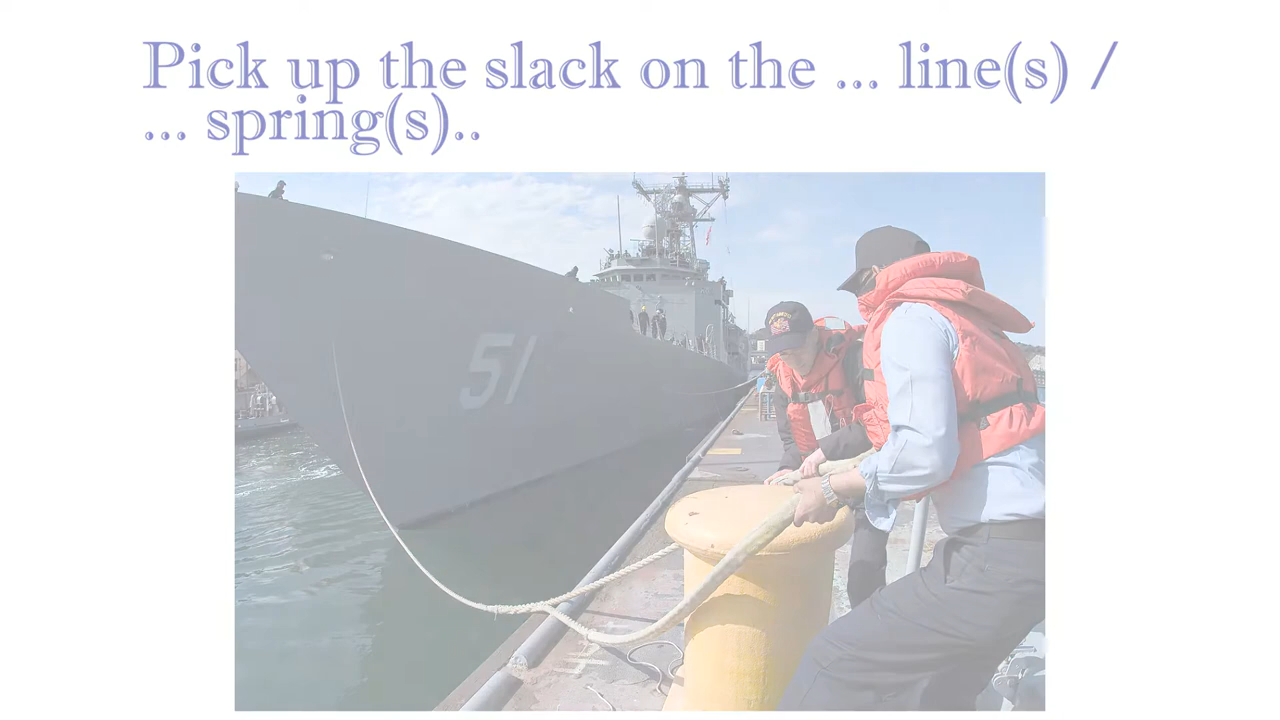 Pick up the slack on the ... line(s) /
... spring(s)..
51